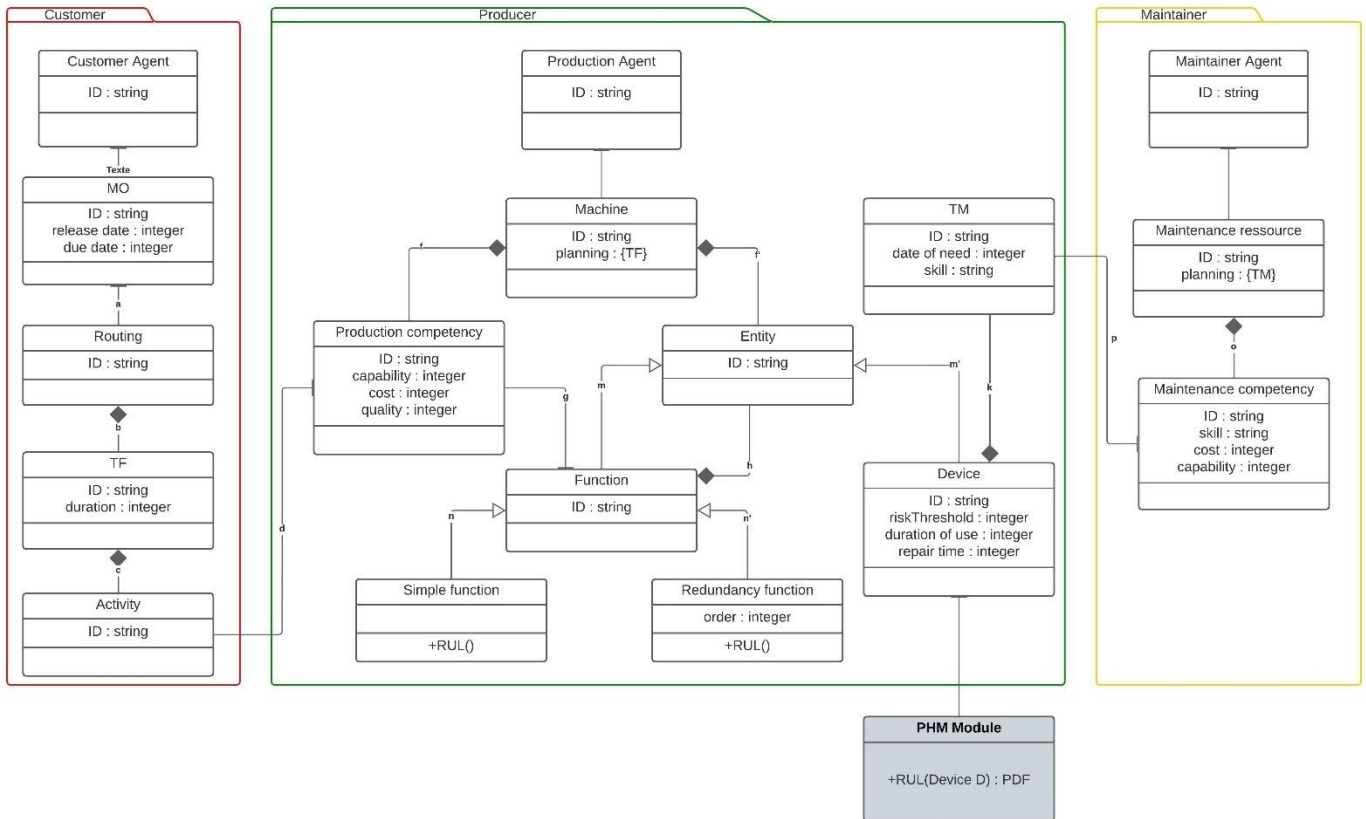 Customer
Customer Agent
ID : string
Texte
MO
ID : string
release date : integer
due date : integer
a
Routing
ID : string
b
TF
ID : string
duration : integer
c
Activity
ID : string
d
Producer
Production Agent
ID : string
Machine
ID : string
planning : {TF}
f
f'
Production competency
ID : string
capability : integer
cost : integer
quality : integer
g
Entity
ID : string
m
m'
h
Function
ID : string
n
n'
Simple function
+RUL()
Redundancy function
order : integer
+RUL()
TM
ID : string
date of need : integer
skill : string
k
Device
ID : string
riskThreshold : integer
duration of use : integer
repair time : integer
PHM Module
+RUL(Device D) : PDF
p
Maintainer
Maintainer Agent
ID : string
Maintenance ressource
ID : string
planning : {TM}
o
Maintenance competency
ID : string
skill : string
cost : integer
capability : integer